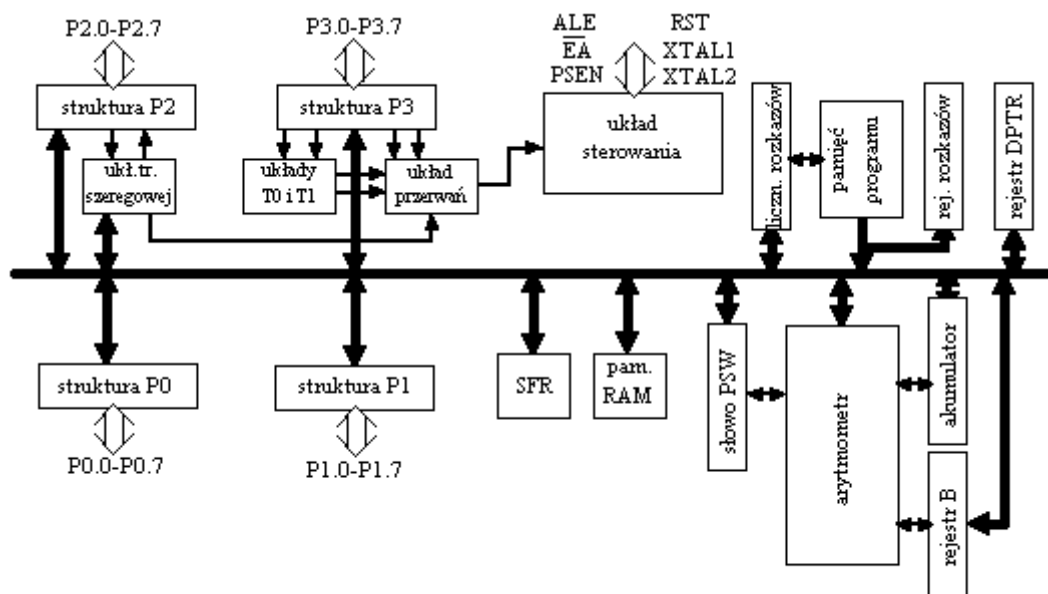 P2.0-P2.7
P3.0-P3.7
ALE
EA
PSEN
RST
XTAL1
XTAL2
struktura P2
struktura P3
układ
sterowania
liczn. rozkazów
pamięć
programu
rej. rozkazów
rejestr DPTR
ukł.tr.
szeregowej
układy
T0 i T1
układ
przerwań
struktura P0
struktura P1
SFR
pam.
RAM
słowo PSW
arytmometr
akumulator
rejestr B
P0.0-P0.7
P1.0-P1.7